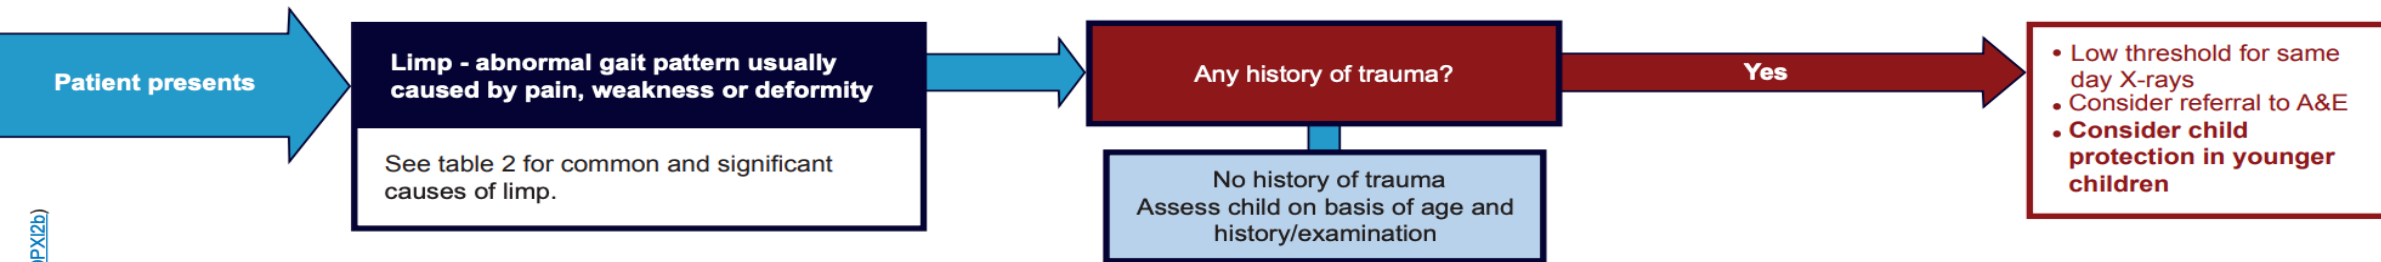 Patient presents
Limp - abnormal gait pattern usually
caused by pain, weakness or deformity
See table 2 for common and significant
causes of limp.
Any history of trauma?
No history of trauma
Assess child on basis of age and
history/examination
Yes
• Low threshold for same
day X-rays
• Consider referral to A&E
• Consider child
protection in younger
children